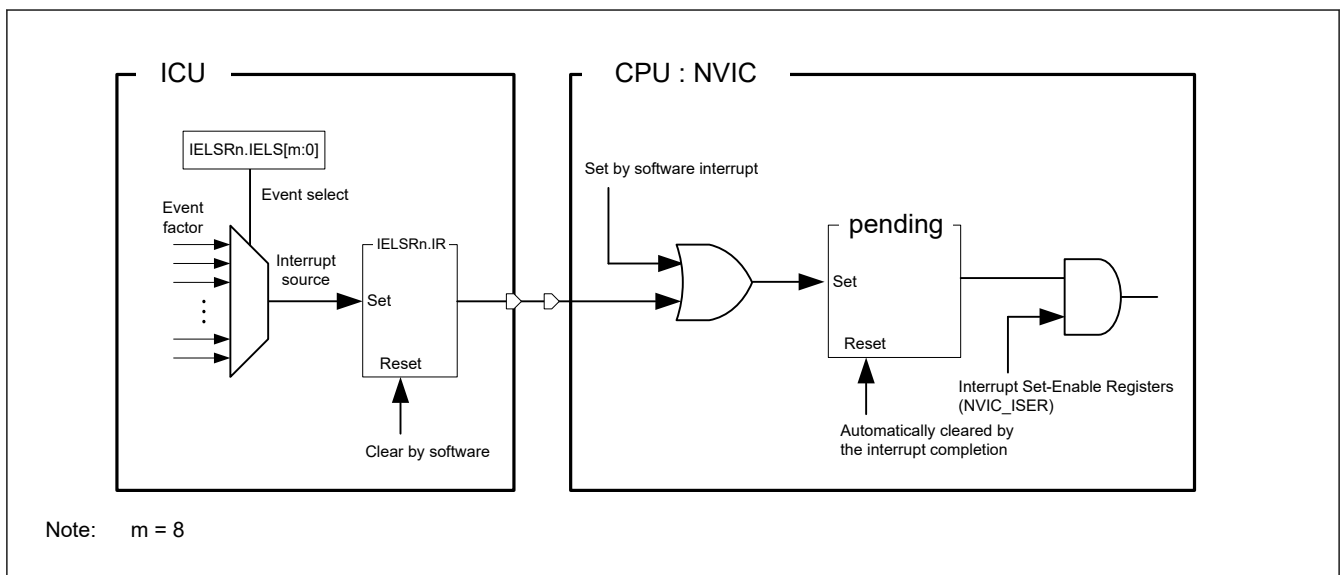 ICU
CPU : NVIC
IELSRn.IELS[m:0]
Event select
Event
factor
Interrupt
source
IELSRn.IR
Set
Reset
Clear by software
Set by software interrupt
pending
Set
Reset
Automatically cleared by
the interrupt completion
Interrupt Set-Enable Registers
(NVIC_ISER)
Note: m = 8